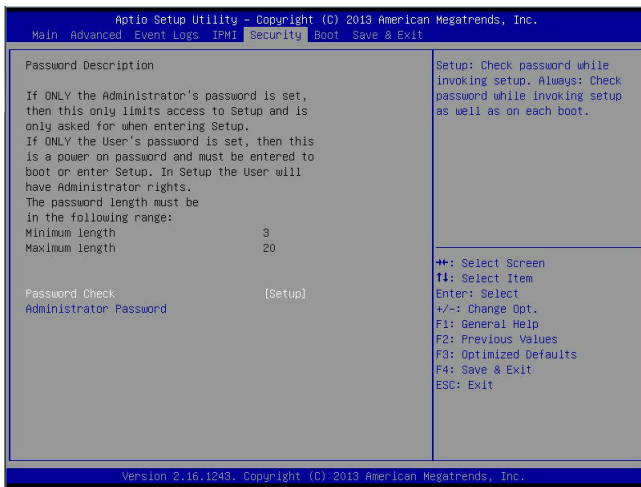 Aptio Setup Utility – Copyright (C) 2013 American Megatrends, Inc.
Main Advanced Event Logs IPMI Security Boot Save & Exit
Password Description
If ONLY the Administrator's password is set,
then this only limits access to Setup and is
only asked for when entering Setup.
If ONLY the User's password is set, then this
is a power on password and must be entered to
boot or enter Setup. In Setup the User will
have Administrator rights.
The password length must be
in the following range:
Minimum length 3
Maximum length 20
Password Check [Setup]
Administrator Password
Setup: Check password while
invoking setup. Always: Check
password while invoking setup
as well as on each boot.
→←: Select Screen
↑↓: Select Item
Enter: Select
+/-: Change Opt.
F1: General Help
F2: Previous Values
F3: Optimized Defaults
F4: Save & Exit
ESC: Exit
Version 2.16.1243. Copyright (C) 2013 American Megatrends, Inc.